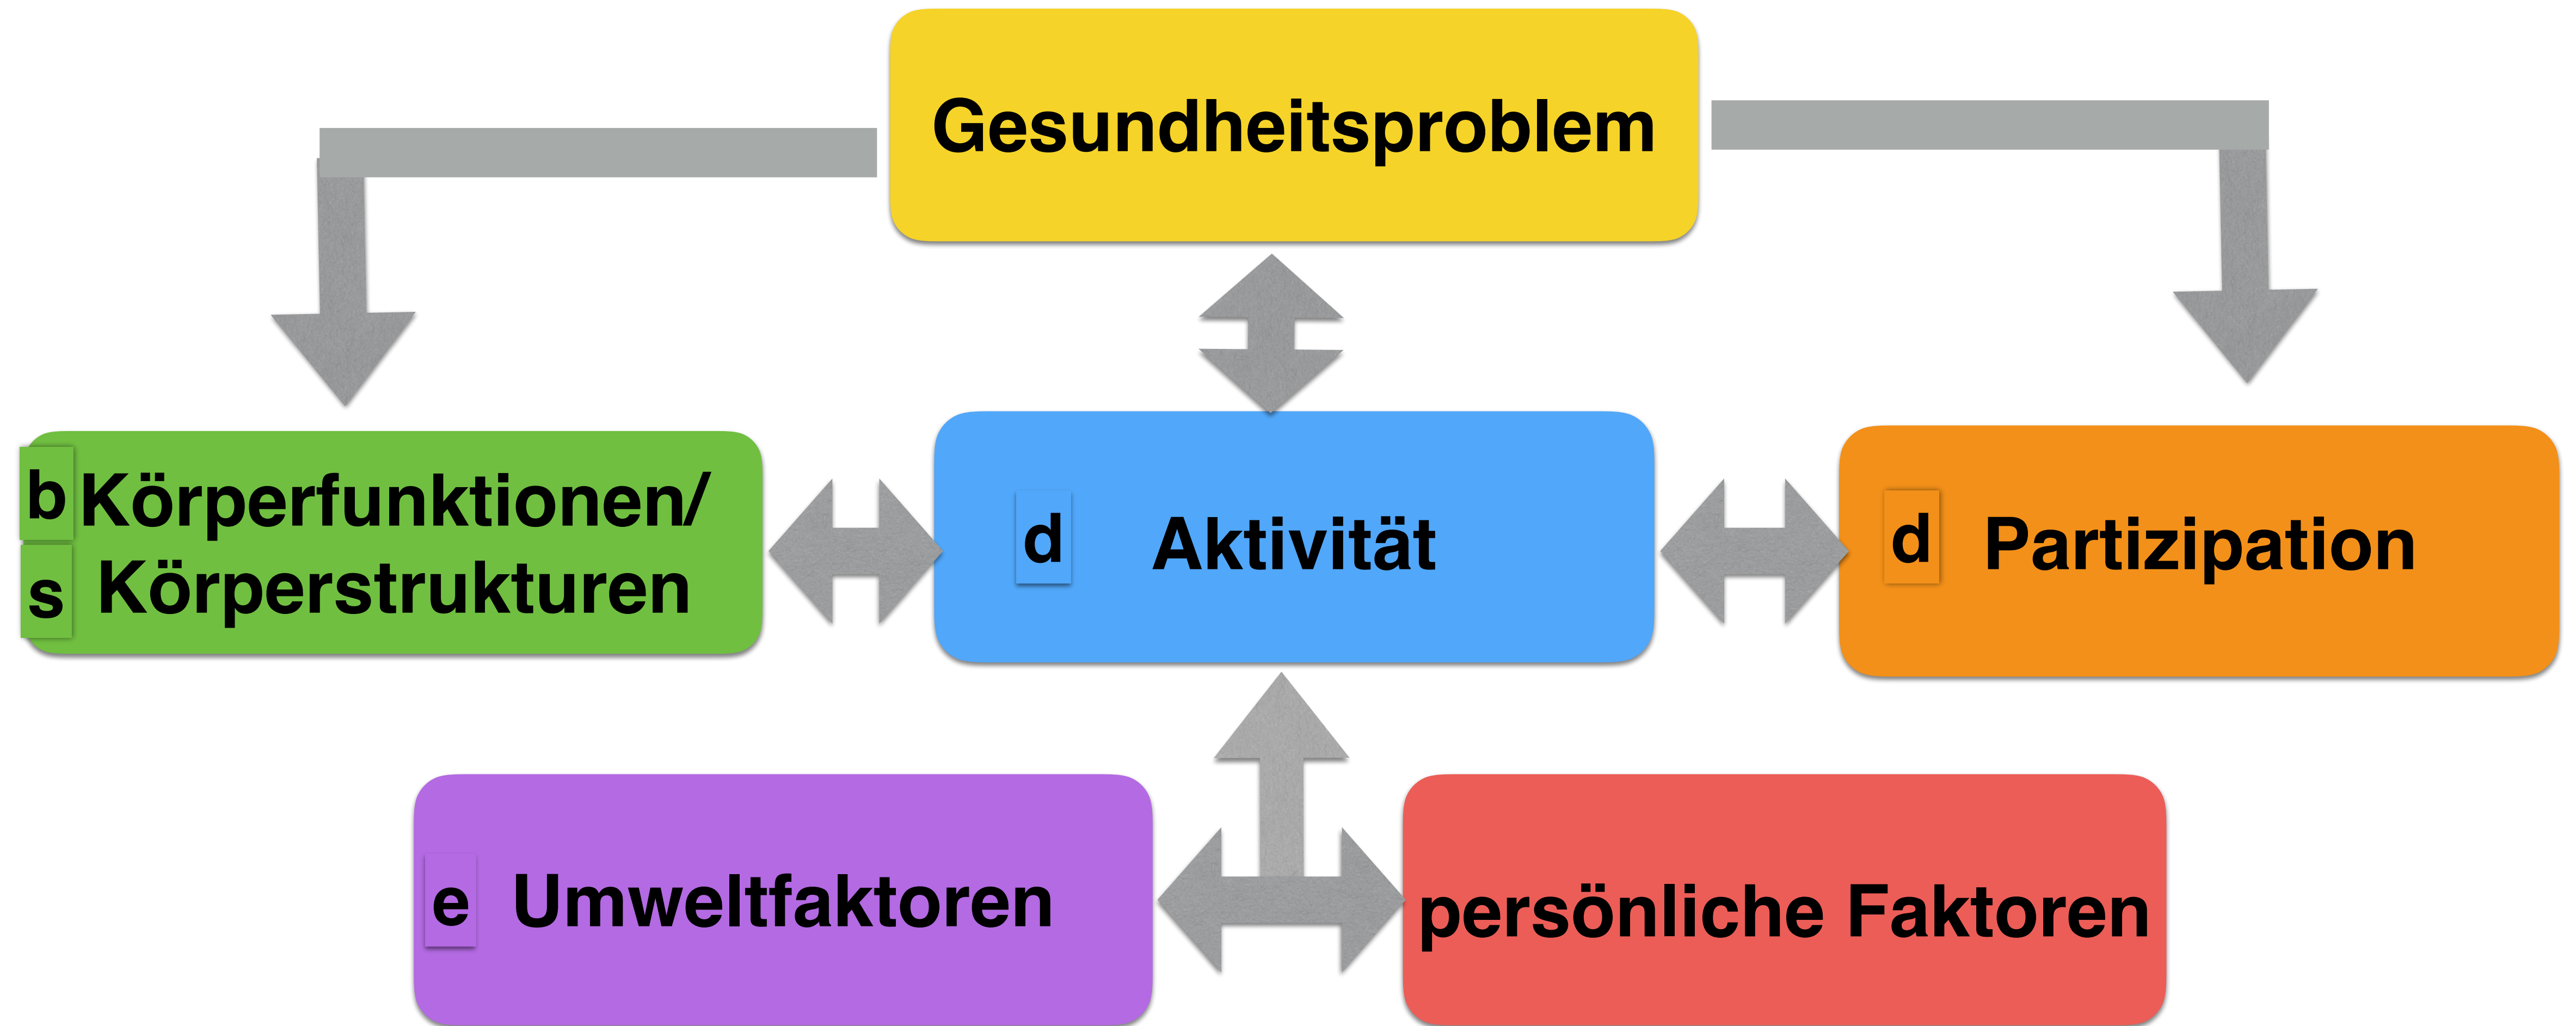 Gesundheitsproblem
b Körperfunktionen/
s Körperstrukturen
d Aktivität
d Partizipation
e Umweltfaktoren
persönliche Faktoren